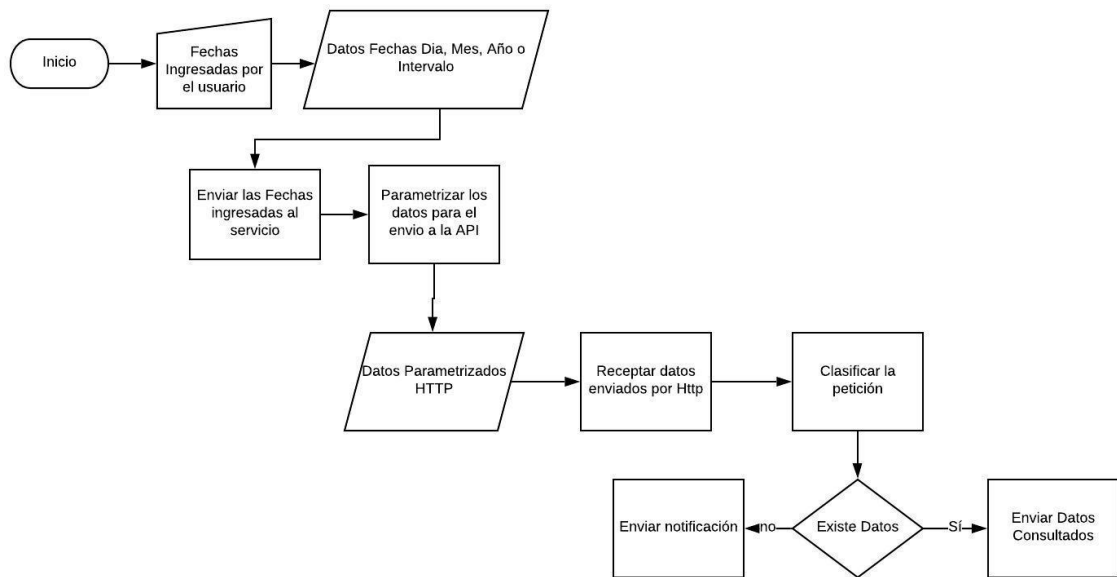 Inicio
Fechas
Ingresadas por
el usuario
Datos Fechas Dia, Mes, Año o
Intervalo
Enviar las Fechas
ingresadas al
servicio
Parametrizar los
datos para el
envio a la API
Datos Parametrizados
HTTP
Receptar datos
enviados por Http
Clasificar la
petición
Enviar notificación
no
Existe Datos
Sí
Enviar Datos
Consultados